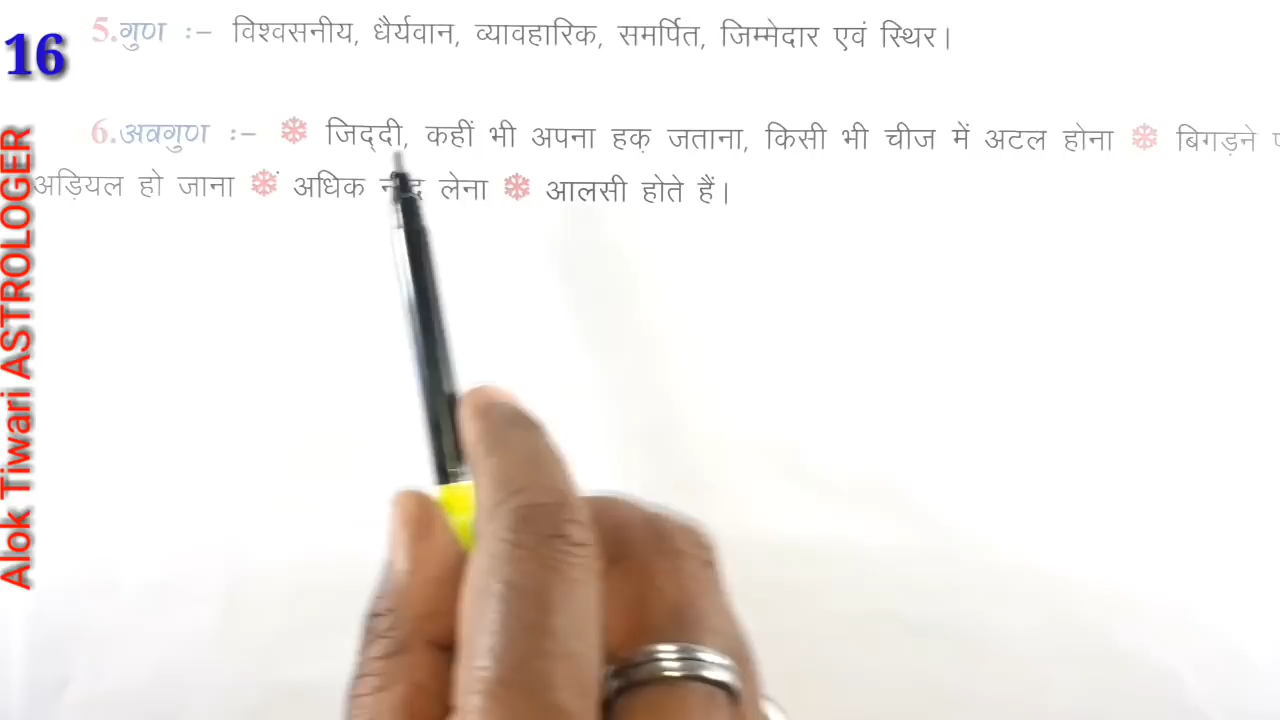 16
5.गुण :– विश्वसनीय, धैर्यवान, व्यावहारिक, समर्पित, जिम्मेदार एवं स्थिर।
6.अवगुण :– ❄ जिद्दी, कहीं भी अपना हक़ जताना, किसी भी चीज में अटल होना ❄ बिगड़ने
अड़ियल हो जाना ❄ अधिक लेना ❄ आलसी होते हैं।
Alok Tiwari ASTROLOGER